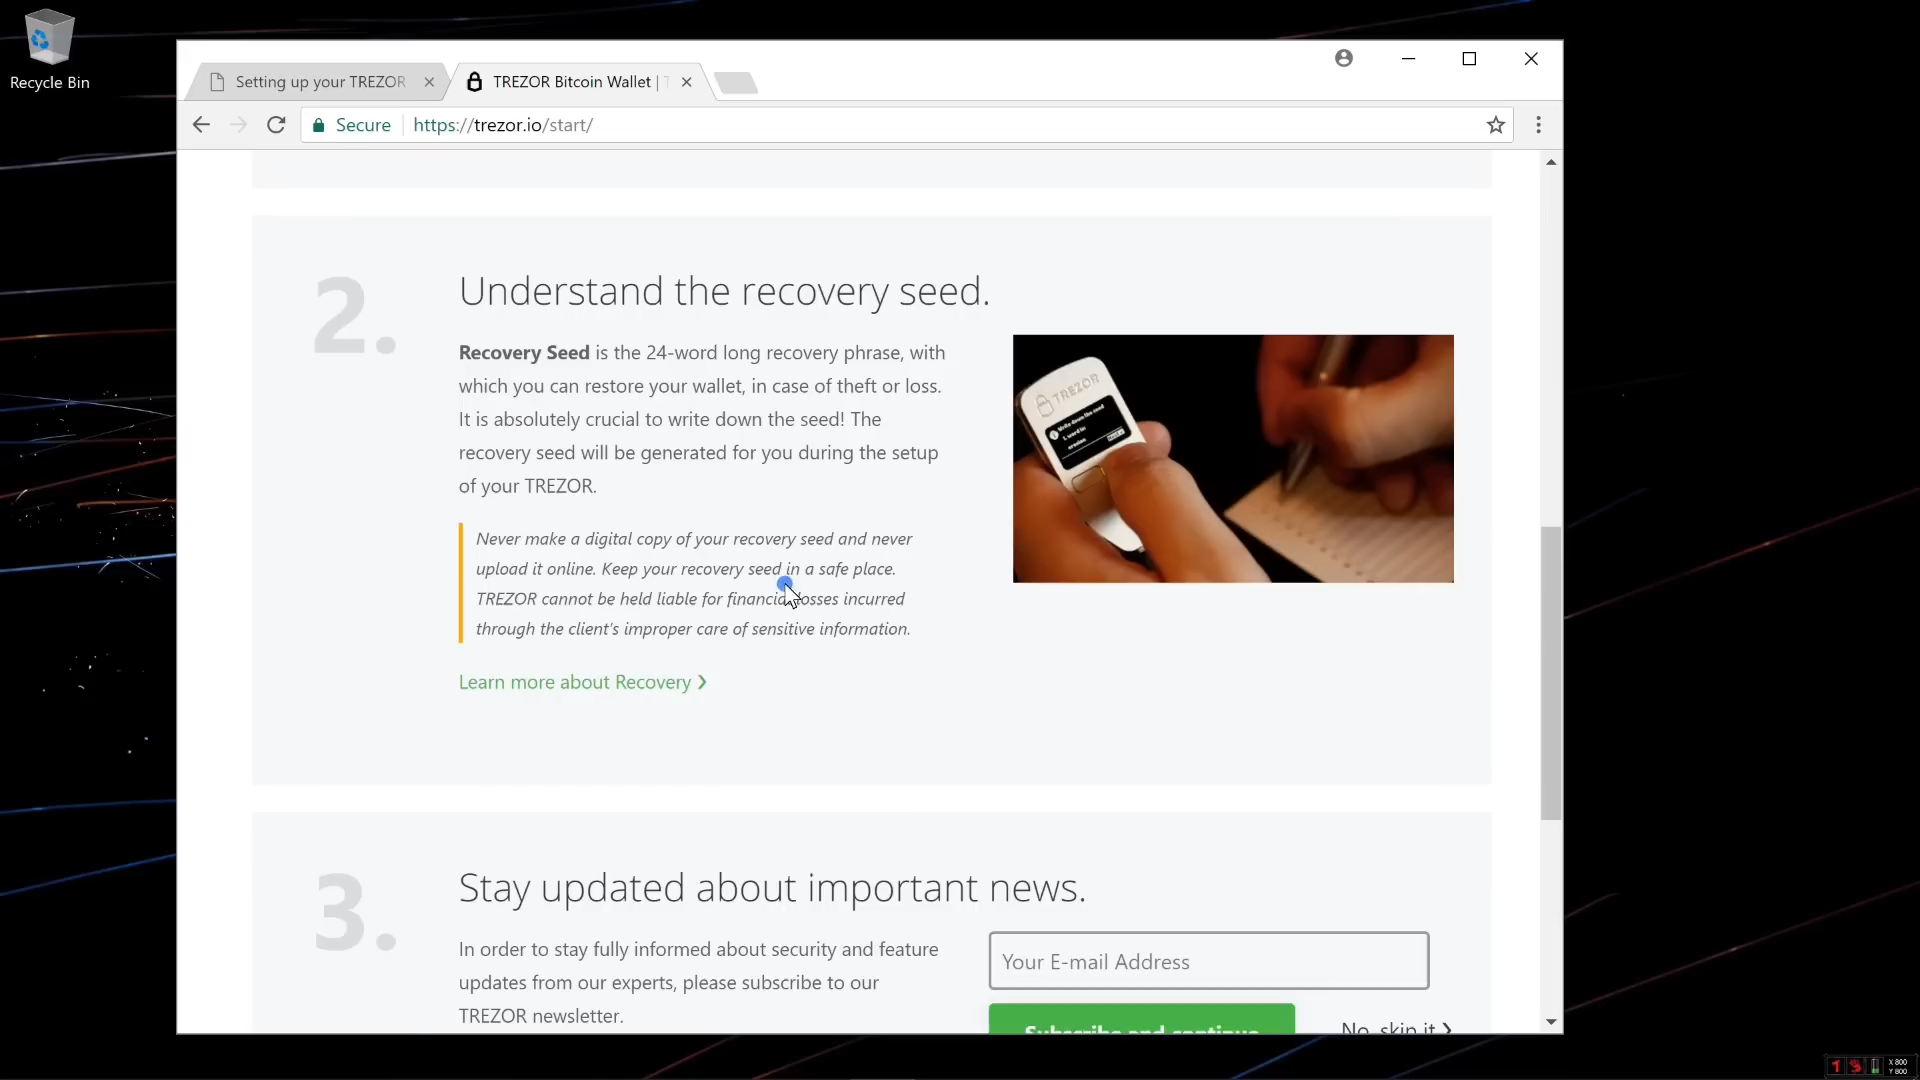 Recycle Bin
Setting up your TREZOR
TREZOR Bitcoin Wallet |
Secure
https://trezor.io/start/
2.
Understand the recovery seed.
Recovery Seed is the 24-word long recovery phrase, with
which you can restore your wallet, in case of theft or loss.
It is absolutely crucial to write down the seed! The
recovery seed will be generated for you during the setup
of your TREZOR.
TREZOR
Never make a digital copy of your recovery seed and never
upload it online. Keep your recovery seed in a safe place.
TREZOR cannot be held liable for financial losses incurred
through the client's improper care of sensitive information.
Learn more about Recovery
3.
Stay updated about important news.
In order to stay fully informed about security and feature
updates from our experts, please subscribe to our
TREZOR newsletter.
Your E-mail Address
Subscribe and continue
No, skip it
X 800
Y 800